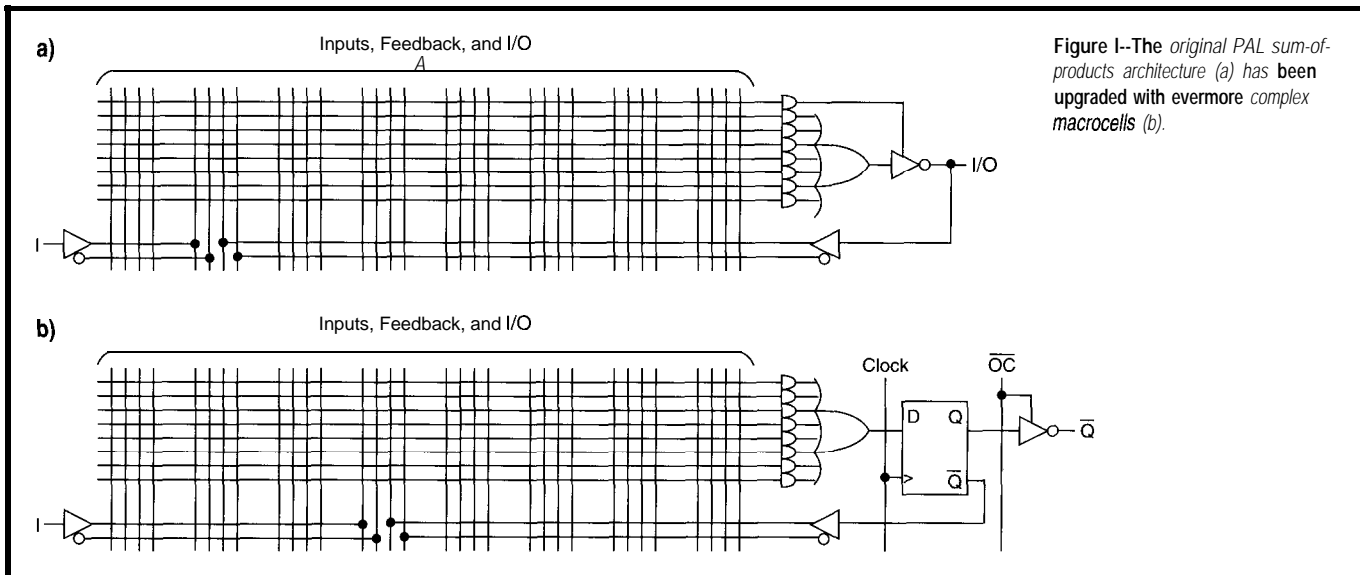 a)
Inputs, Feedback, and I/O
A
I
I/O
Figure I--The original PAL sum-of-
products architecture (a) has been
upgraded with evermore complex
macrocells (b).
b)
Inputs, Feedback, and I/O
Clock
O̅C̅
D
Q
Q̅
>
Q̅
I